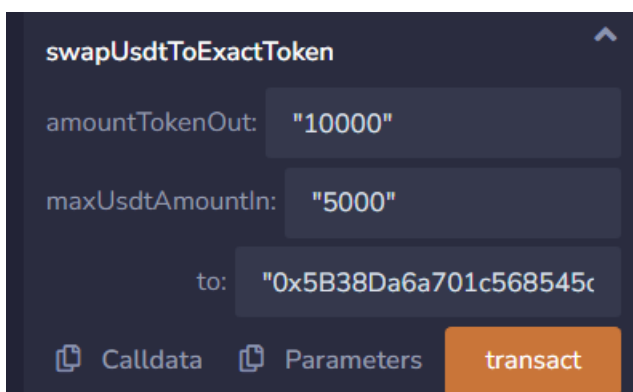 swapUsdtToExactToken
amountTokenOut: "10000"
maxUsdtAmountIn: "5000"
to: "0x5B38Da6a701c568545c
Calldata Parameters transact